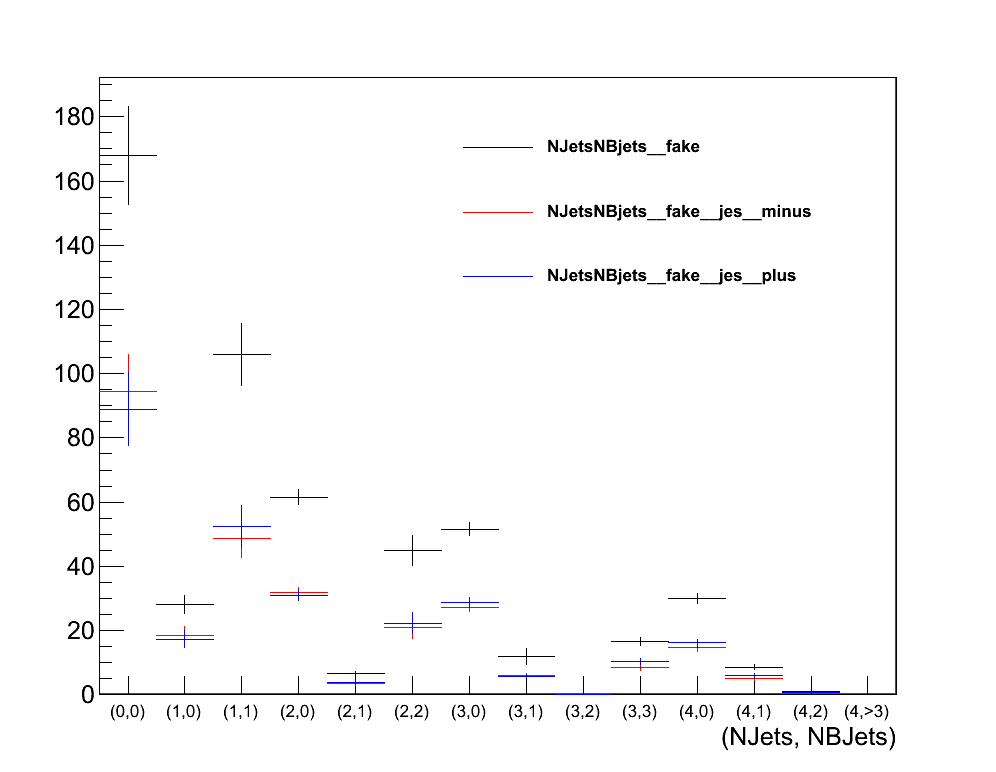 180
160
140
120
100
80
60
40
20
0
NJetsNBjets__fake
NJetsNBjets__fake__jes__minus
NJetsNBjets__fake__jes__plus
(0,0) (1,0) (1,1) (2,0) (2,1) (2,2) (3,0) (3,1) (3,2) (3,3) (4,0) (4,1) (4,2) (4,>3)
(NJets, NBJets)